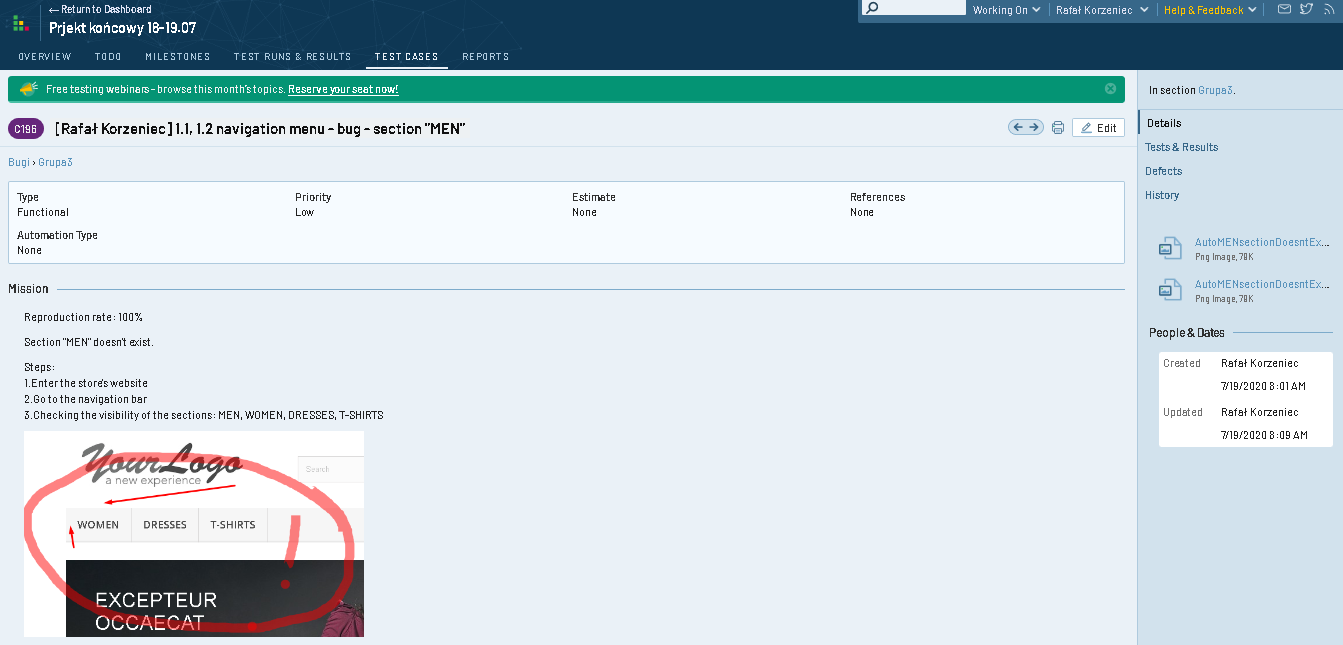 ← Return to Dashboard
Prjekt końcowy 18-19.07
Working On
Rafał Korzeniec
Help & Feedback
OVERVIEW
TODO
MILESTONES
TEST RUNS & RESULTS
TEST CASES
REPORTS
Free testing webinars - browse this month's topics. Reserve your seat now!
C196
[Rafał Korzeniec] 1.1, 1.2 navigation menu - bug - section "MEN"
Edit
Bugi › Grupa3
Type
Functional
Priority
Low
Estimate
None
References
None
Automation Type
None
Mission
Reproduction rate: 100%
Section "MEN" doesn't exist.
Steps:
1.Enter the store's website
2.Go to the navigation bar
3.Checking the visibility of the sections: MEN, WOMEN, DRESSES, T-SHIRTS
YourLogo
a new experience
Search
WOMEN
DRESSES
T-SHIRTS
!
EXCEPTEUR
OCCAECAT
In section Grupa3.
Details
Tests & Results
Defects
History
AutoMENsectionDoesntEx...
Png Image, 79K
AutoMENsectionDoesntEx...
Png Image, 79K
People & Dates
Created
Rafał Korzeniec
7/19/2020 8:01 AM
Updated
Rafał Korzeniec
7/19/2020 8:09 AM